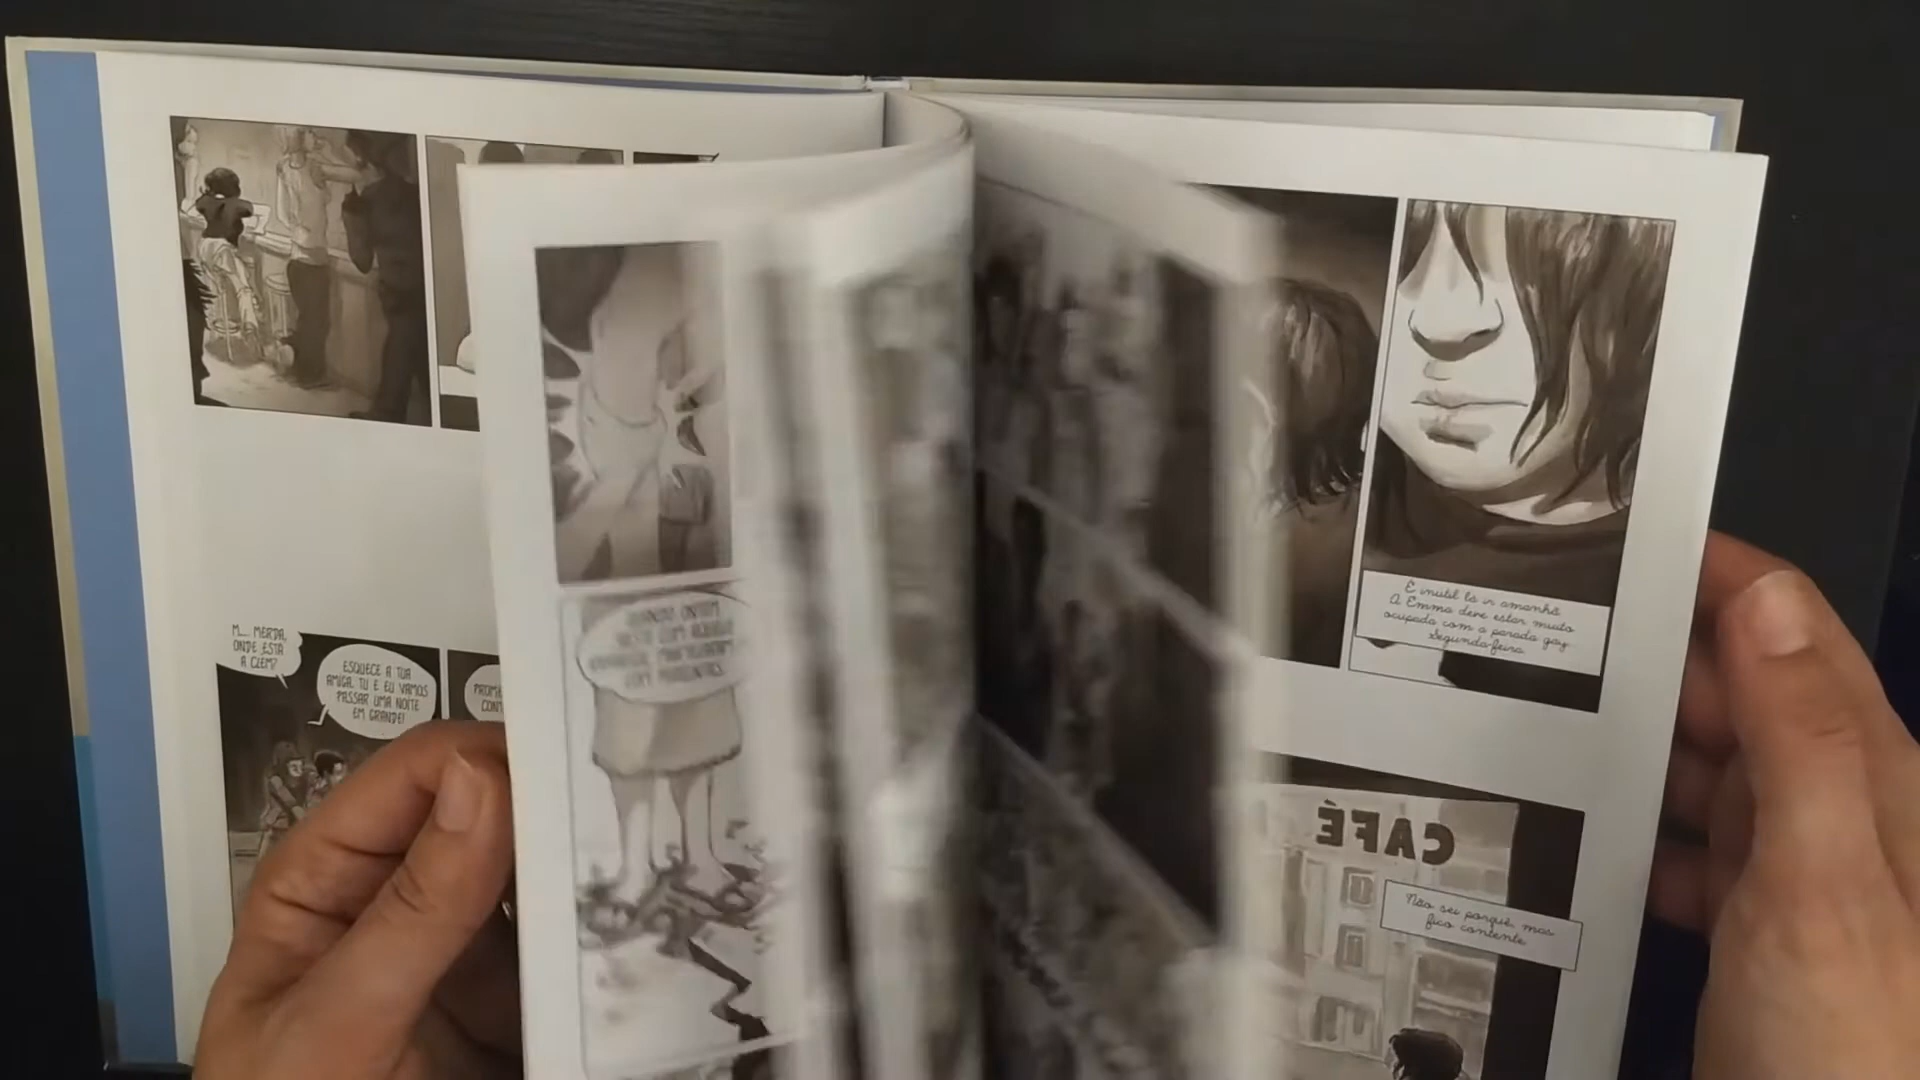 M... MERDA,
ONDE ESTÁ
A CLEM?
ESQUECE A TUA
AMIGA, TU E EU VAMOS
PASSAR UMA NOITE
EM GRANDE!
É inutil lá ir amanhã.
A Emma deve estar muito
ocupada com a parada gay.
Segunda-feira.
CAFÉ
Não sei porquê, mas
fico contente.